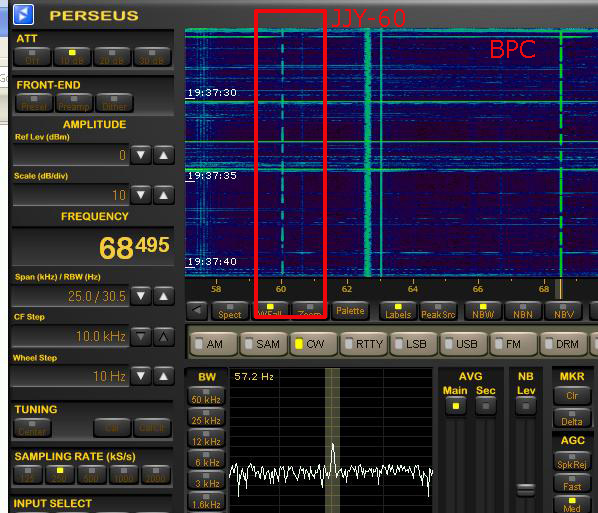 PERSEUS
JJY-60
BPC
ATT
Off 10 dB 20 dB 30 dB
FRONT-END
Presel Preamp Dither
AMPLITUDE
Ref Lev (dBm)
0
Scale (dB/div)
10
FREQUENCY
68495
Span (kHz) / RBW (Hz)
25.0 / 30.5
CF Step
10.0 kHz
Wheel Step
10 Hz
TUNING
Center Cal CalClr
SAMPLING RATE (kS/s)
125 250 500 1000 2000
INPUT SELECT
19:37:30
19:37:35
19:37:40
58 60 62 64 66 68
Spect WFall Zoom Palette Labels PeakSrc NBW NBN NBV
AM SAM CW RTTY LSB USB FM DRM
BW
50 kHz
25 kHz
12 kHz
6 kHz
3 kHz
1.6kHz
57.2 Hz
AVG
Main Sec
NB
Lev
MKR
Clr
Delta
AGC
SpkRej
Fast
Med